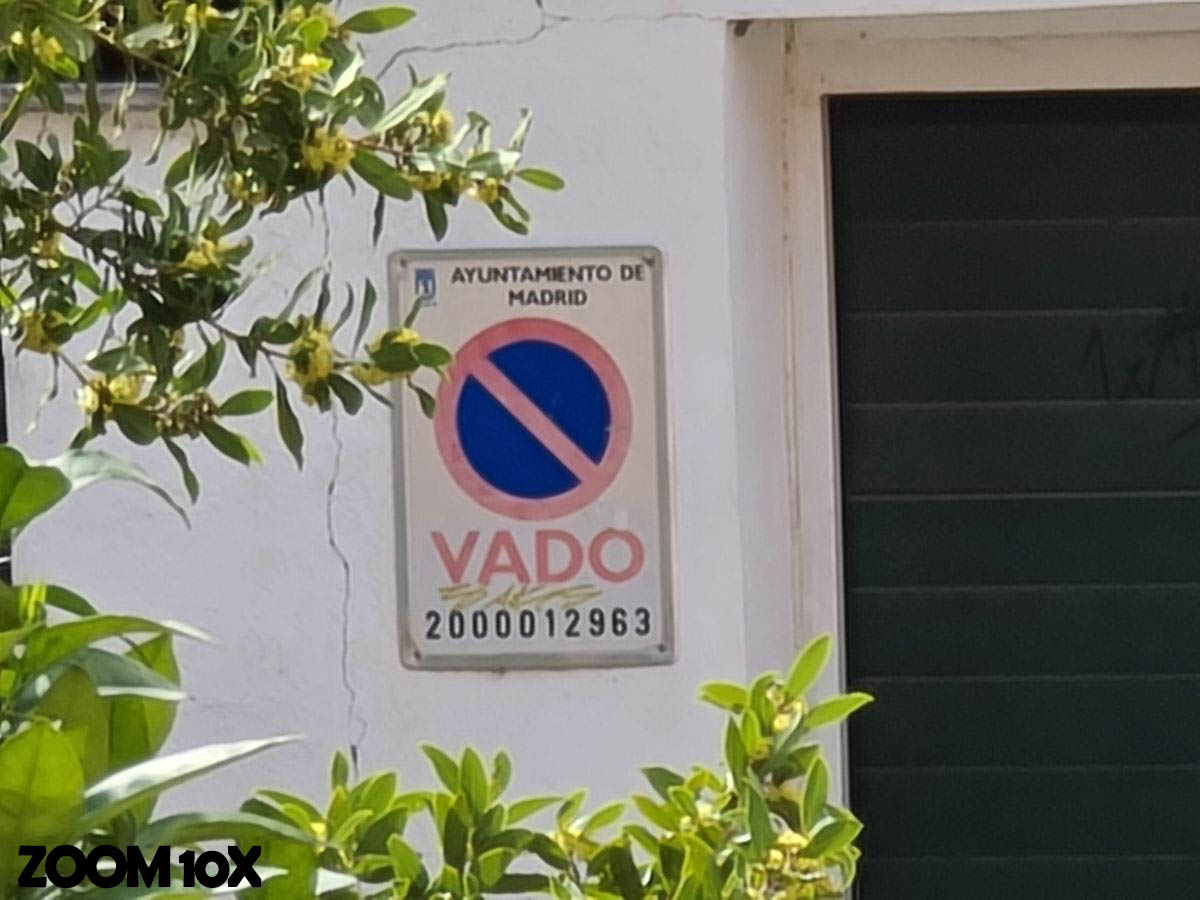 AYUNTAMIENTO DE
MADRID
VADO
2000012963
ZOOM 10X